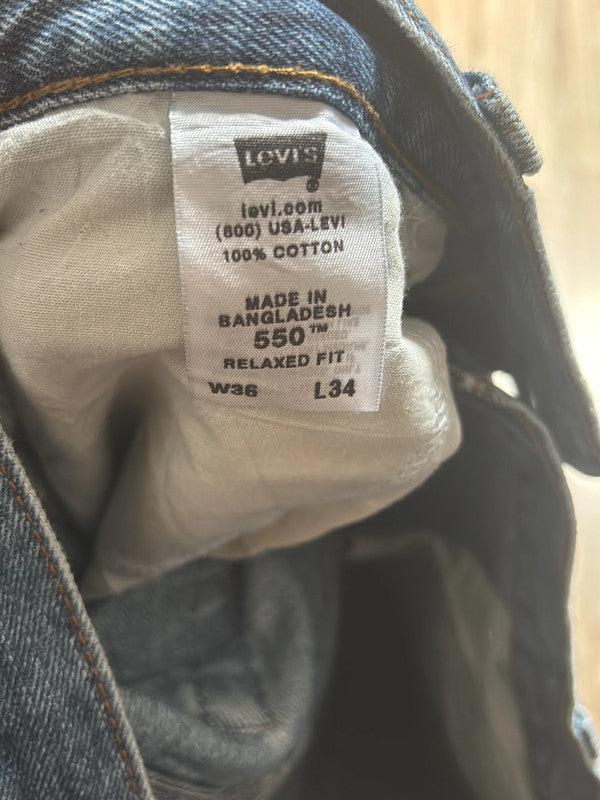 LEVI'S
®
levi.com
(800) USA-LEVI
100% COTTON
MADE IN
BANGLADESH
550™
RELAXED FIT
W36 L34